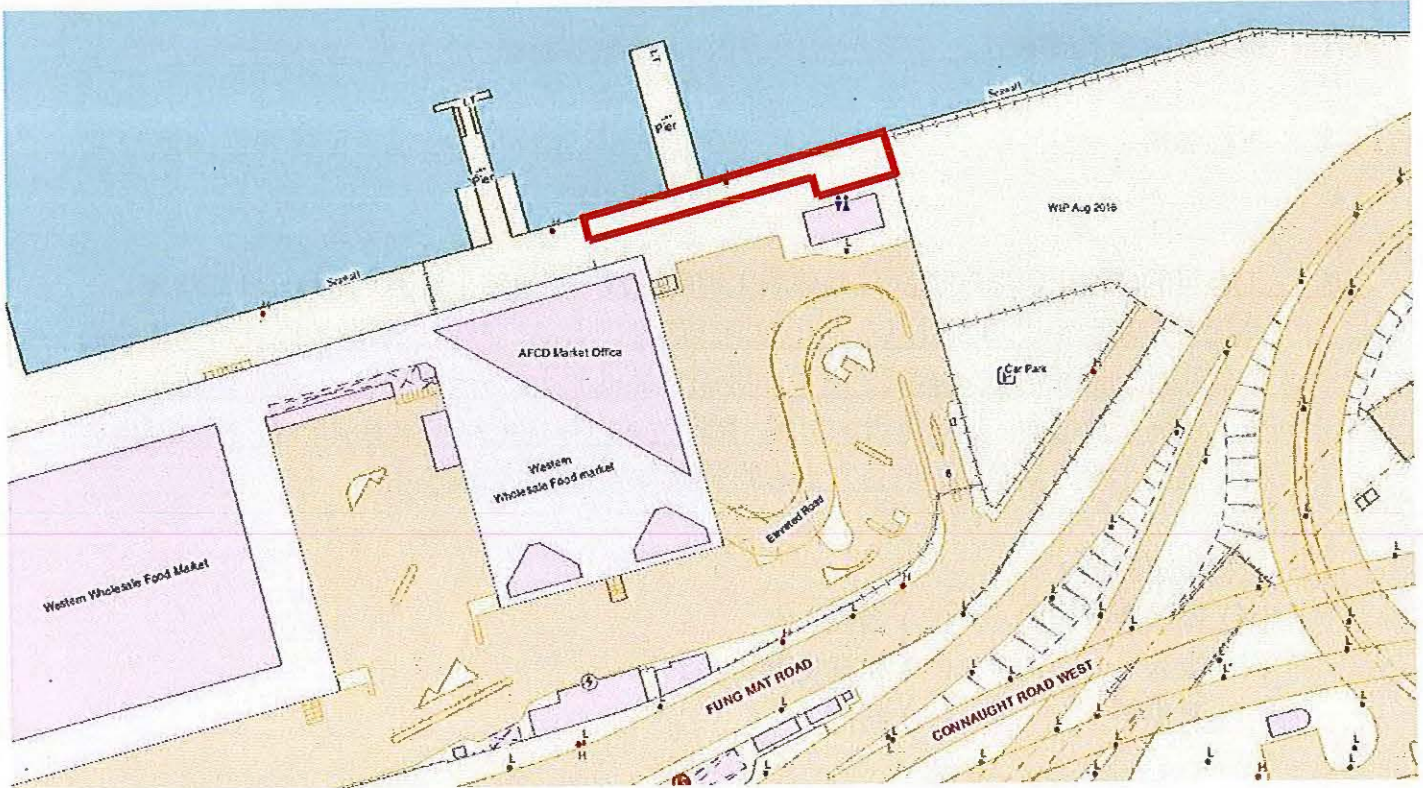 Seawall
Pier
Pier
Seawall
WIP Aug 2016
AFCD Market Office
Car Park
Western
Wholesale Food market
Elevated Road
6
Western Wholesale Food Market
FUNG MAT ROAD
CONNAUGHT ROAD WEST
H
L
L
L
L
L